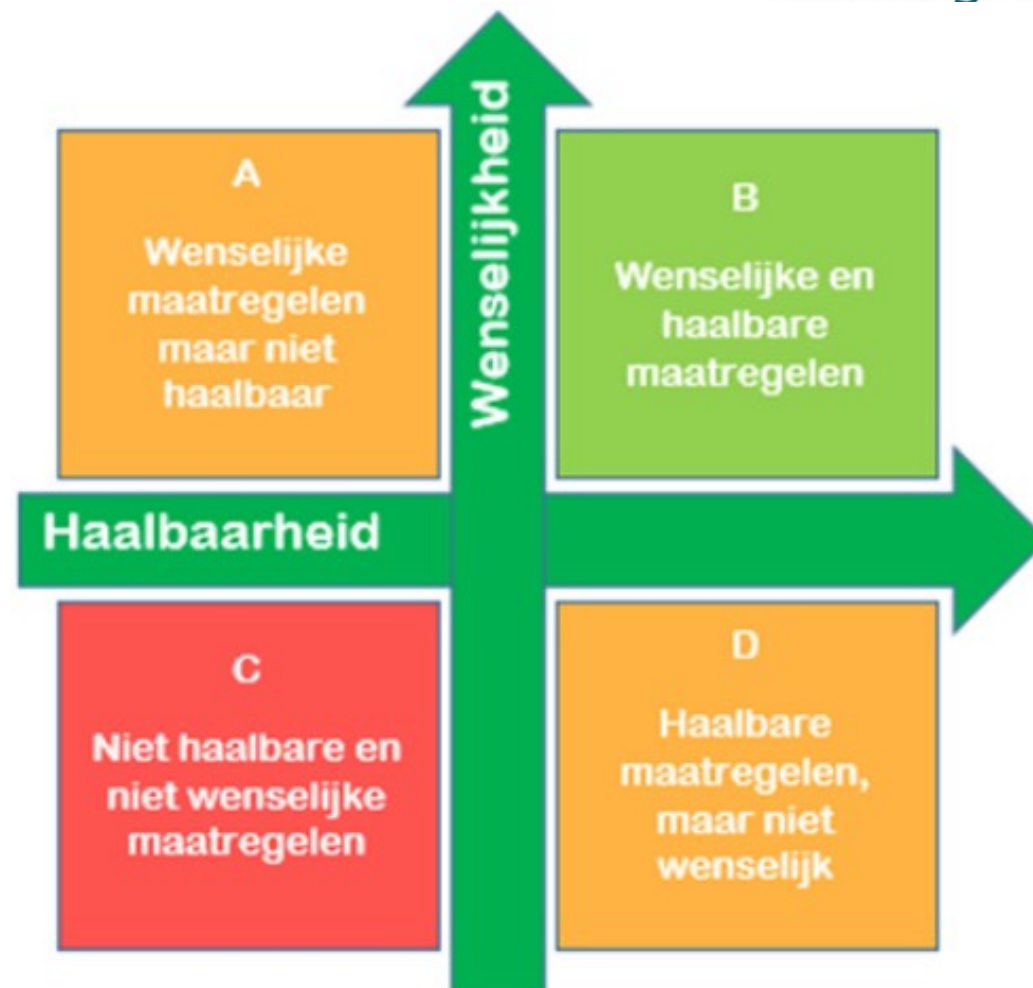 Wenselijkheid
A
Wenselijke
maatregelen
maar niet
haalbaar
B
Wenselijke en
haalbare
maatregelen
Haalbaarheid
C
Niet haalbare en
niet wenselijke
maatregelen
D
Haalbare
maatregelen,
maar niet
wenselijk